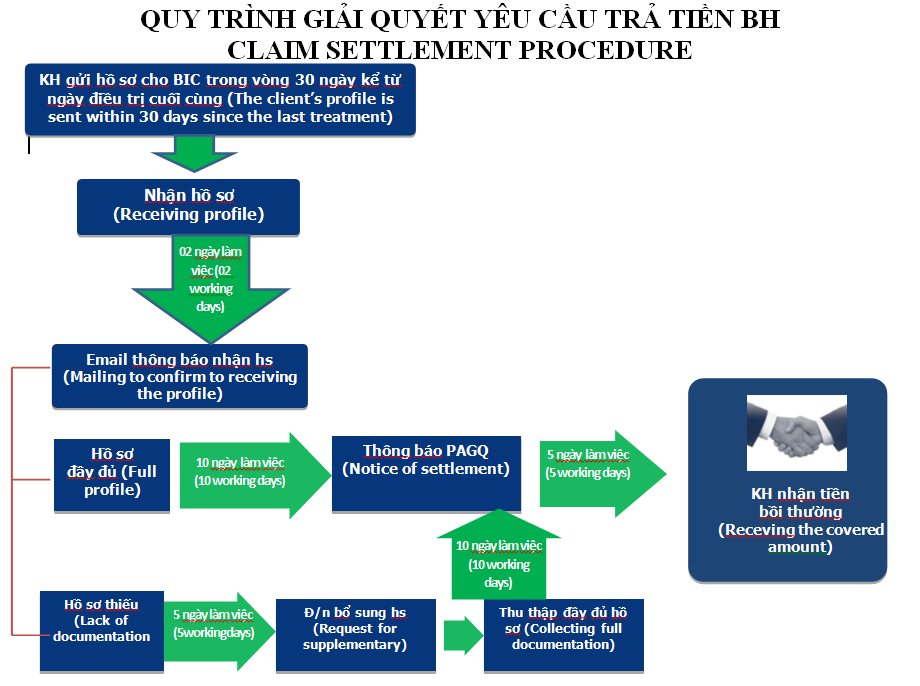 QUY TRÌNH GIẢI QUYẾT YÊU CẦU TRẢ TIỀN BH
CLAIM SETTLEMENT PROCEDURE
KH gửi hồ sơ cho BIC trong vòng 30 ngày kể từ
ngày điều trị cuối cùng (The client’s profile is
sent within 30 days since the last treatment)
Nhận hồ sơ
(Receiving profile)
02 ngày làm
việc (02
working
days)
Email thông báo nhận hs
(Mailing to confirm to receiving
the profile)
Hồ sơ
đầy đủ (Full
profile)
10 ngày làm việc
(10 working days)
Thông báo PAGQ
(Notice of settlement)
5 ngày làm việc
(5 working days)
KH nhận tiền
bồi thường
(Receving the covered
amount)
10 ngày làm việc
(10 working
days)
Hồ sơ thiếu
(Lack of
documentation
5 ngày làm việc
(5workingdays)
Đ/n bổ sung hs
(Request for
supplementary)
Thu thập đầy đủ hồ
sơ (Collecting full
documentation)